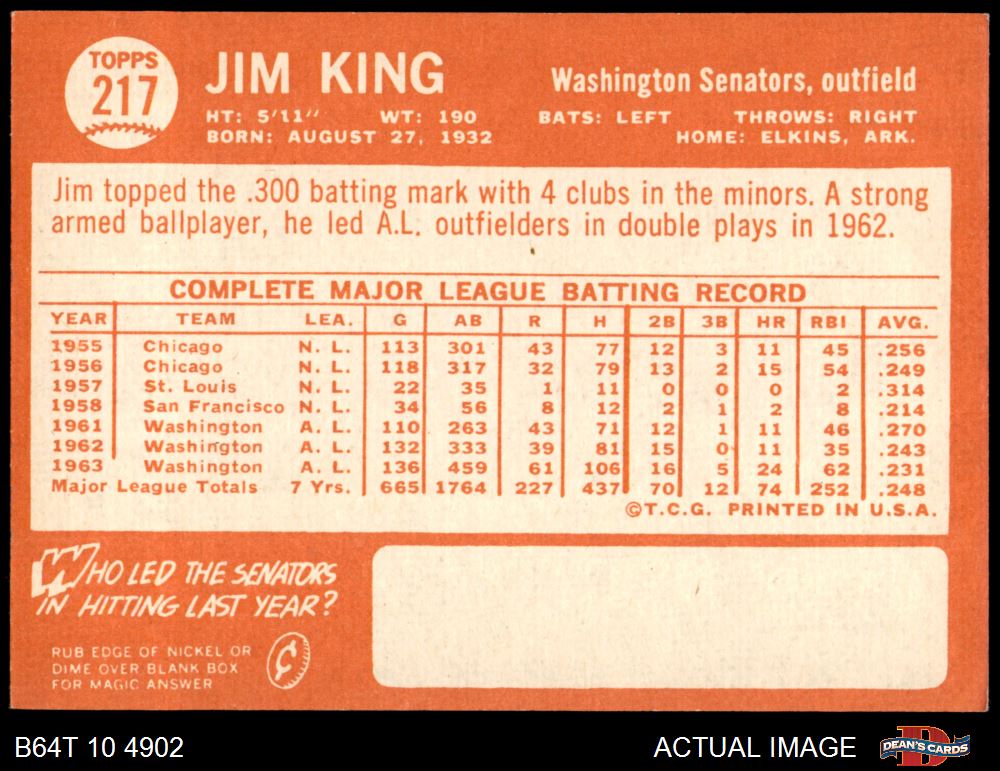 TOPPS
217
JIM KING
Washington Senators, outfield
HT: 5'11" WT: 190 BATS: LEFT THROWS: RIGHT
BORN: AUGUST 27, 1932 HOME: ELKINS, ARK.
Jim topped the .300 batting mark with 4 clubs in the minors. A strong
armed ballplayer, he led A.L. outfielders in double plays in 1962.
COMPLETE MAJOR LEAGUE BATTING RECORD
YEAR TEAM LEA. G AB R H 2B 3B HR RBI AVG.
1955 Chicago N. L. 113 301 43 77 12 3 11 45 .256
1956 Chicago N. L. 118 317 32 79 13 2 15 54 .249
1957 St. Louis N. L. 22 35 1 11 0 0 0 2 .314
1958 San Francisco N. L. 34 56 8 12 2 1 2 8 .214
1961 Washington A. L. 110 263 43 71 12 1 11 46 .270
1962 Washington A. L. 132 333 39 81 15 0 11 35 .243
1963 Washington A. L. 136 459 61 106 16 5 24 62 .231
Major League Totals 7 Yrs. 665 1764 227 437 70 12 74 252 .248
©T.C.G. PRINTED IN U.S.A.
WHO LED THE SENATORS
IN HITTING LAST YEAR?
RUB EDGE OF NICKEL OR
DIME OVER BLANK BOX
FOR MAGIC ANSWER
¢
B64T 10 4902
ACTUAL IMAGE
D
DEAN'S CARDS